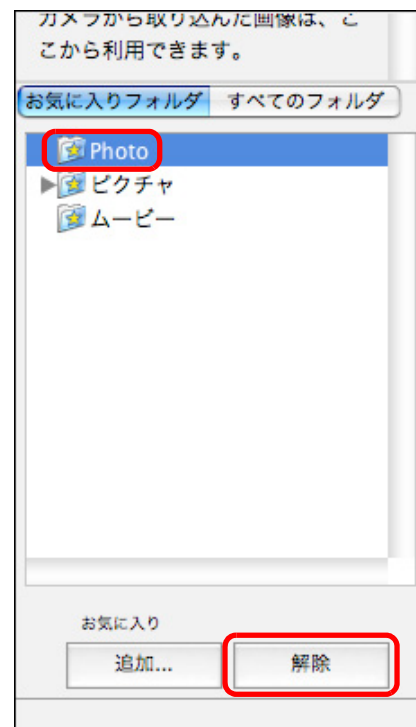 カメラから取り込んだ画像は、こ
こから利用できます。
お気に入りフォルダ すべてのフォルダ
Photo
ピクチャ
ムービー
お気に入り
追加... 解除